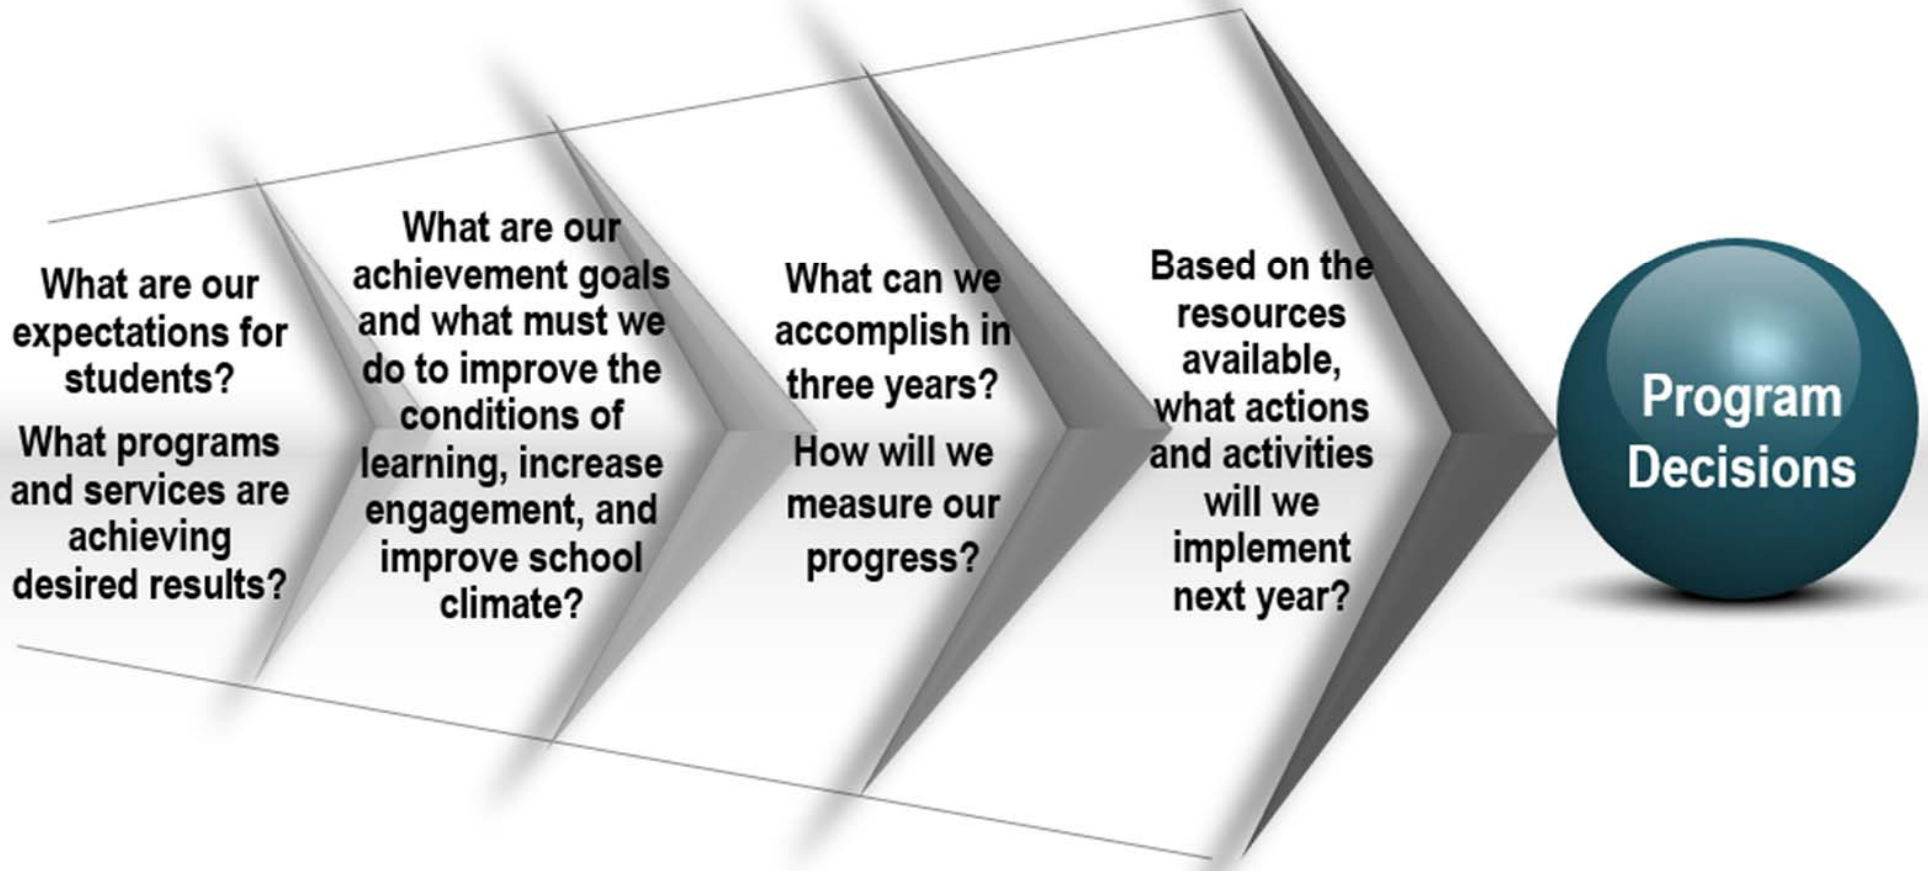 What are our
expectations for
students?
What programs
and services are
achieving
desired results?
What are our
achievement goals
and what must we
do to improve the
conditions of
learning, increase
engagement, and
improve school
climate?
What can we
accomplish in
three years?
How will we
measure our
progress?
Based on the
resources
available,
what actions
and activities
will we
implement
next year?
Program
Decisions